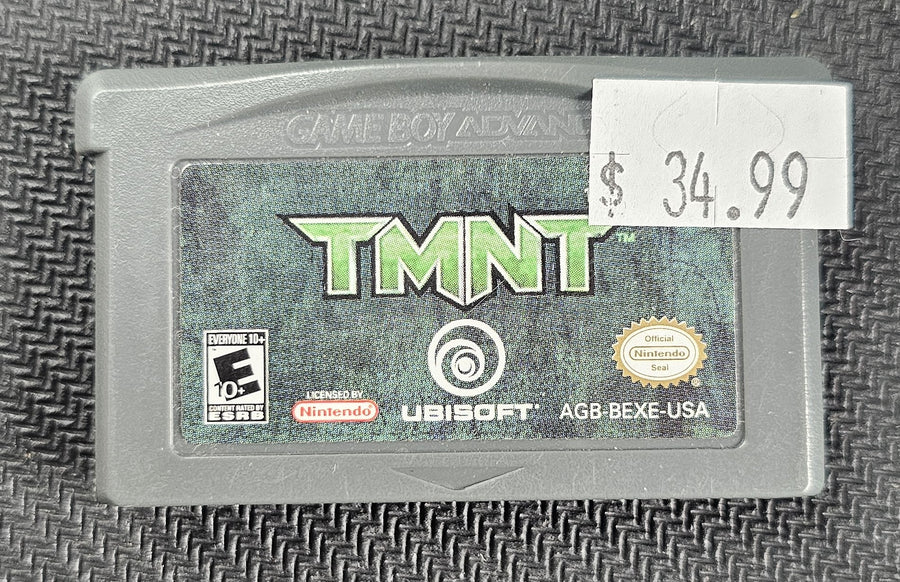 GAME BOY ADVANC
$ 34.99
TMNT™
EVERYONE 10+
E
10+
CONTENT RATED BY
ESRB
LICENSED BY
Nintendo
UBISOFT
AGB-BEXE-USA
Official
Nintendo
Seal